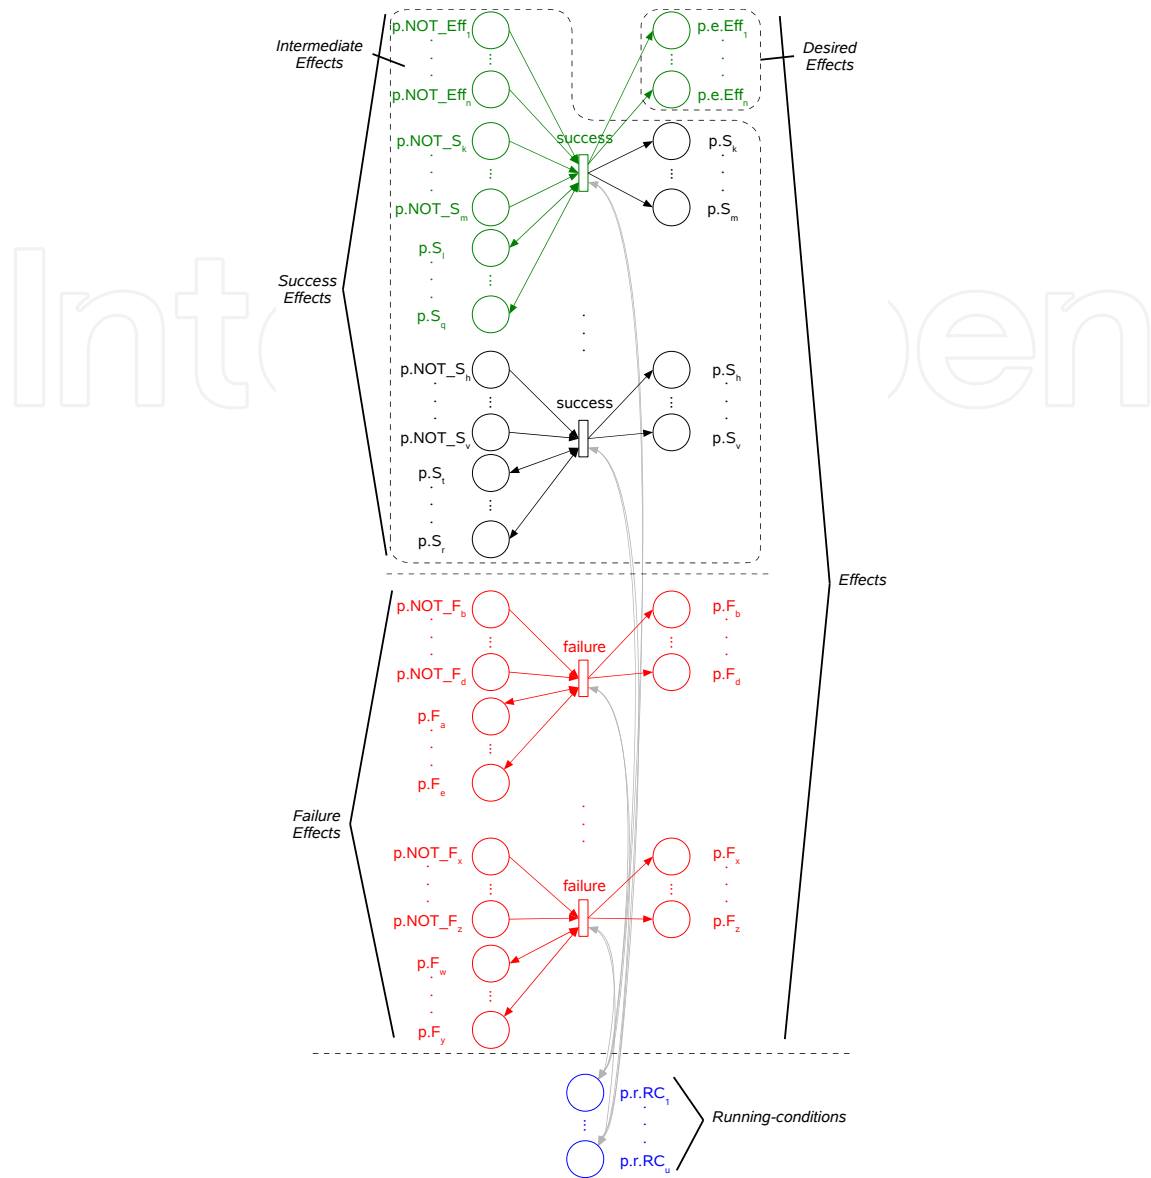 p.NOT_Eff1
p.e.Eff1
Intermediate
Effects
Desired
Effects
p.NOT_Effn
p.e.Effn
success
p.NOT_Sk
p.Sk
p.NOT_Sm
p.Sm
p.Sl
Success
Effects
p.Sq
p.NOT_Sh
p.Sh
success
p.NOT_Sv
p.Sv
p.St
p.Sr
Effects
p.NOT_Fb
p.Fb
failure
p.NOT_Fd
p.Fd
p.Fa
p.Fe
Failure
Effects
p.NOT_Fx
p.Fx
failure
p.NOT_Fz
p.Fz
p.Fw
p.Fy
p.r.RC1
Running-conditions
p.r.RCu